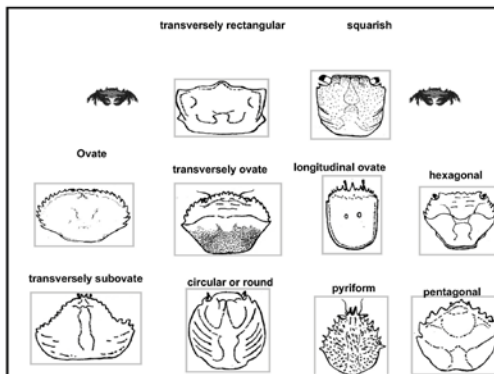 transversely rectangular
squarish
Ovate
transversely ovate
longitudinal ovate
hexagonal
transversely subovate
circular or round
pyriform
pentagonal